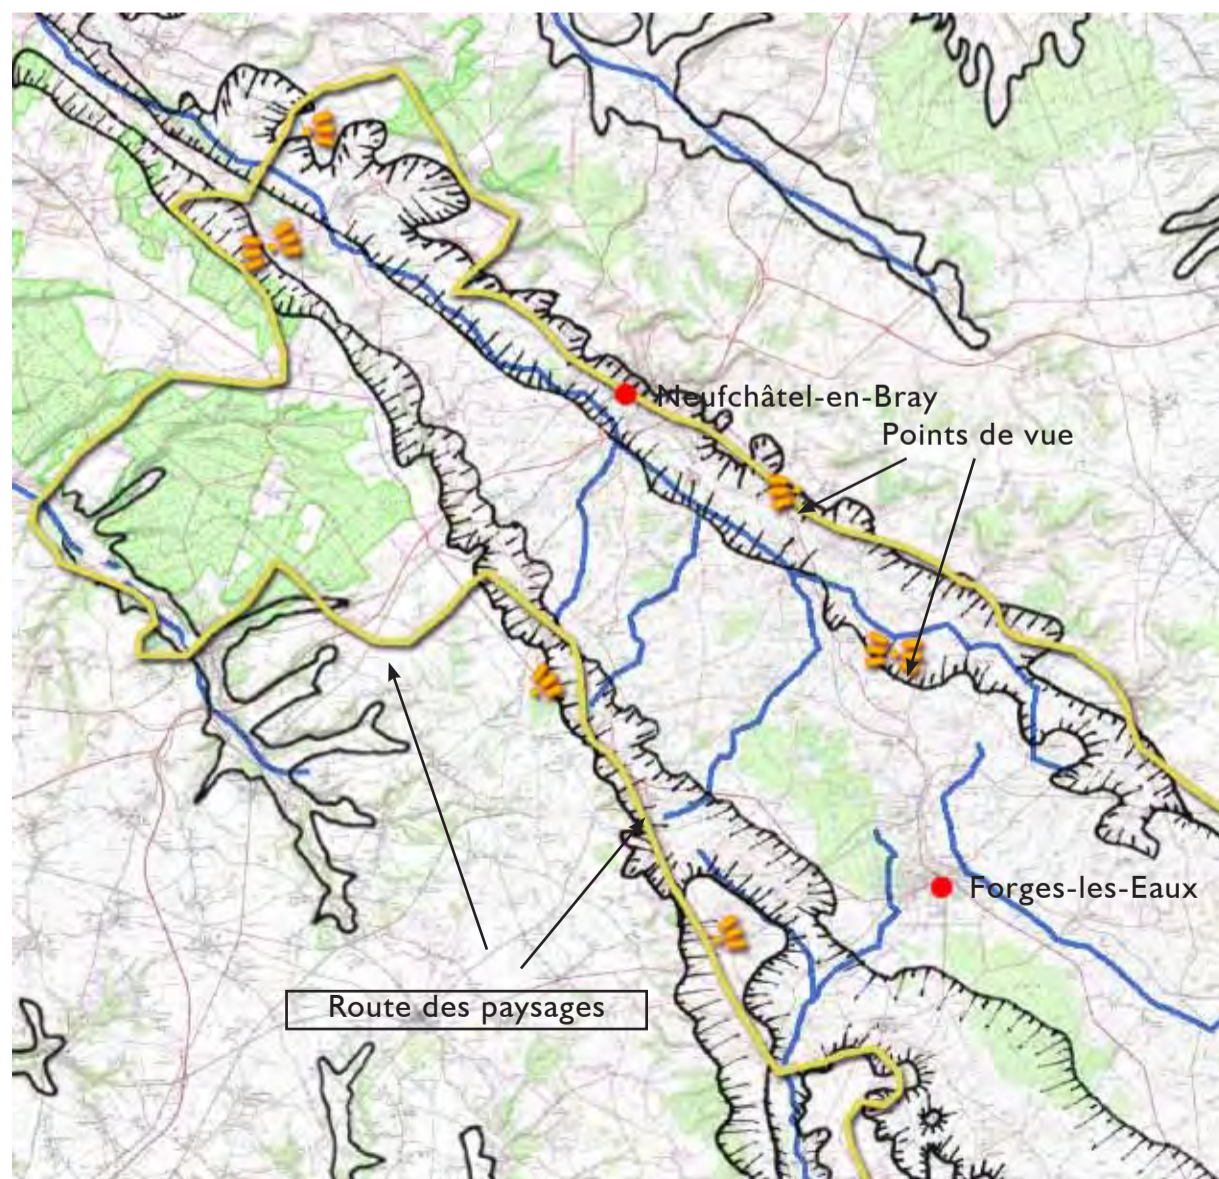 Neufchâtel-en-Bray
Points de vue
Forges-les-Eaux
Route des paysages